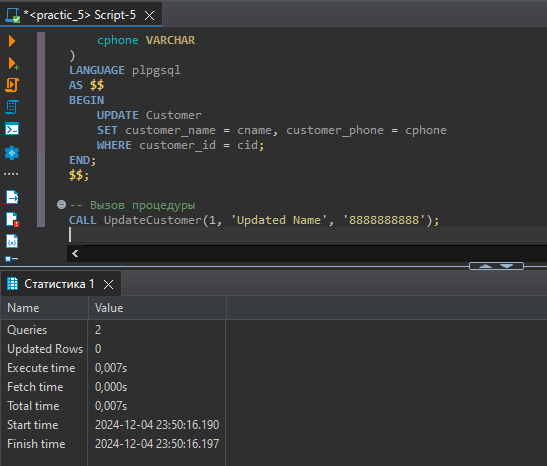 *<practic_5> Script-5
cphone VARCHAR
)
LANGUAGE plpgsql
AS $$
BEGIN
UPDATE Customer
SET customer_name = cname, customer_phone = cphone
WHERE customer_id = cid;
END;
$$;
-- Вызов процедуры
CALL UpdateCustomer(1, 'Updated Name', '8888888888');
Статистика 1
Name Value
Queries 2
Updated Rows 0
Execute time 0,007s
Fetch time 0,000s
Total time 0,007s
Start time 2024-12-04 23:50:16.190
Finish time 2024-12-04 23:50:16.197